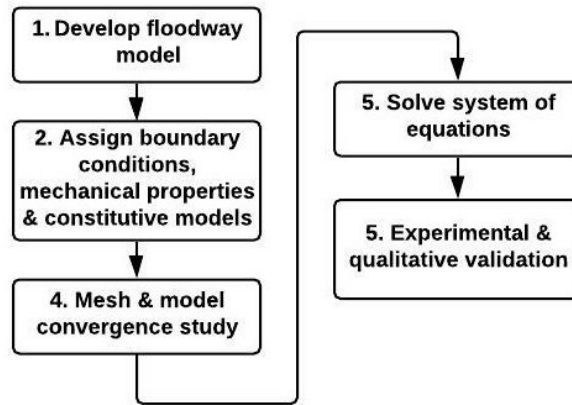 1. Develop floodway
model
2. Assign boundary
conditions,
mechanical properties
& constitutive models
4. Mesh & model
convergence study
5. Solve system of
equations
5. Experimental &
qualitative validation